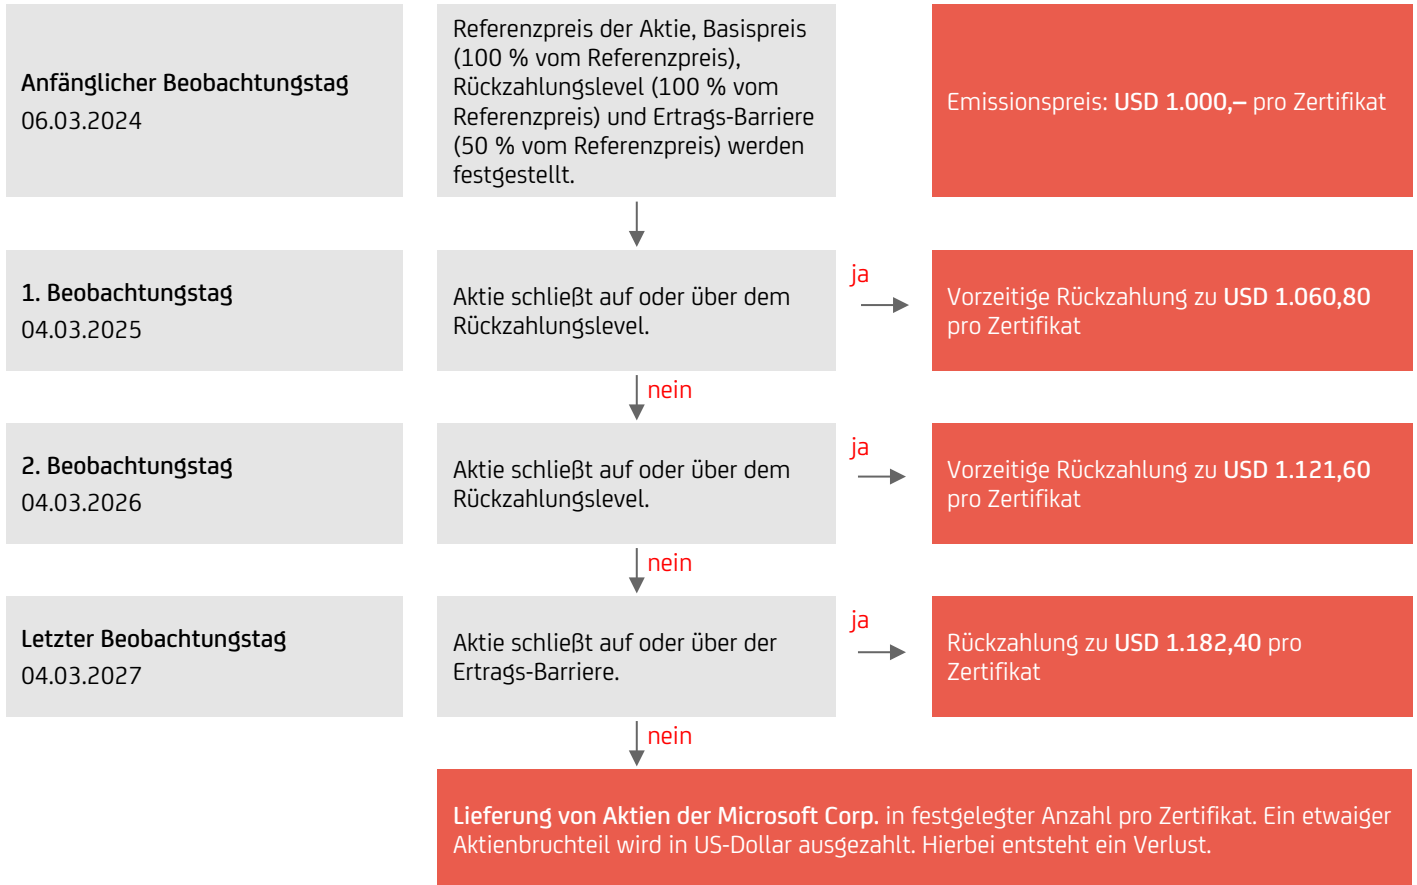 Anfänglicher Beobachtungstag
06.03.2024
Referenzpreis der Aktie, Basispreis
(100 % vom Referenzpreis),
Rückzahlungslevel (100 % vom
Referenzpreis) und Ertrags-Barriere
(50 % vom Referenzpreis) werden
festgestellt.
Emissionspreis: USD 1.000,– pro Zertifikat
1. Beobachtungstag
04.03.2025
Aktie schließt auf oder über dem
Rückzahlungslevel.
ja
Vorzeitige Rückzahlung zu USD 1.060,80
pro Zertifikat
nein
2. Beobachtungstag
04.03.2026
Aktie schließt auf oder über dem
Rückzahlungslevel.
ja
Vorzeitige Rückzahlung zu USD 1.121,60
pro Zertifikat
nein
Letzter Beobachtungstag
04.03.2027
Aktie schließt auf oder über der
Ertrags-Barriere.
ja
Rückzahlung zu USD 1.182,40 pro
Zertifikat
nein
Lieferung von Aktien der Microsoft Corp. in festgelegter Anzahl pro Zertifikat. Ein etwaiger
Aktienbruchteil wird in US-Dollar ausgezahlt. Hierbei entsteht ein Verlust.